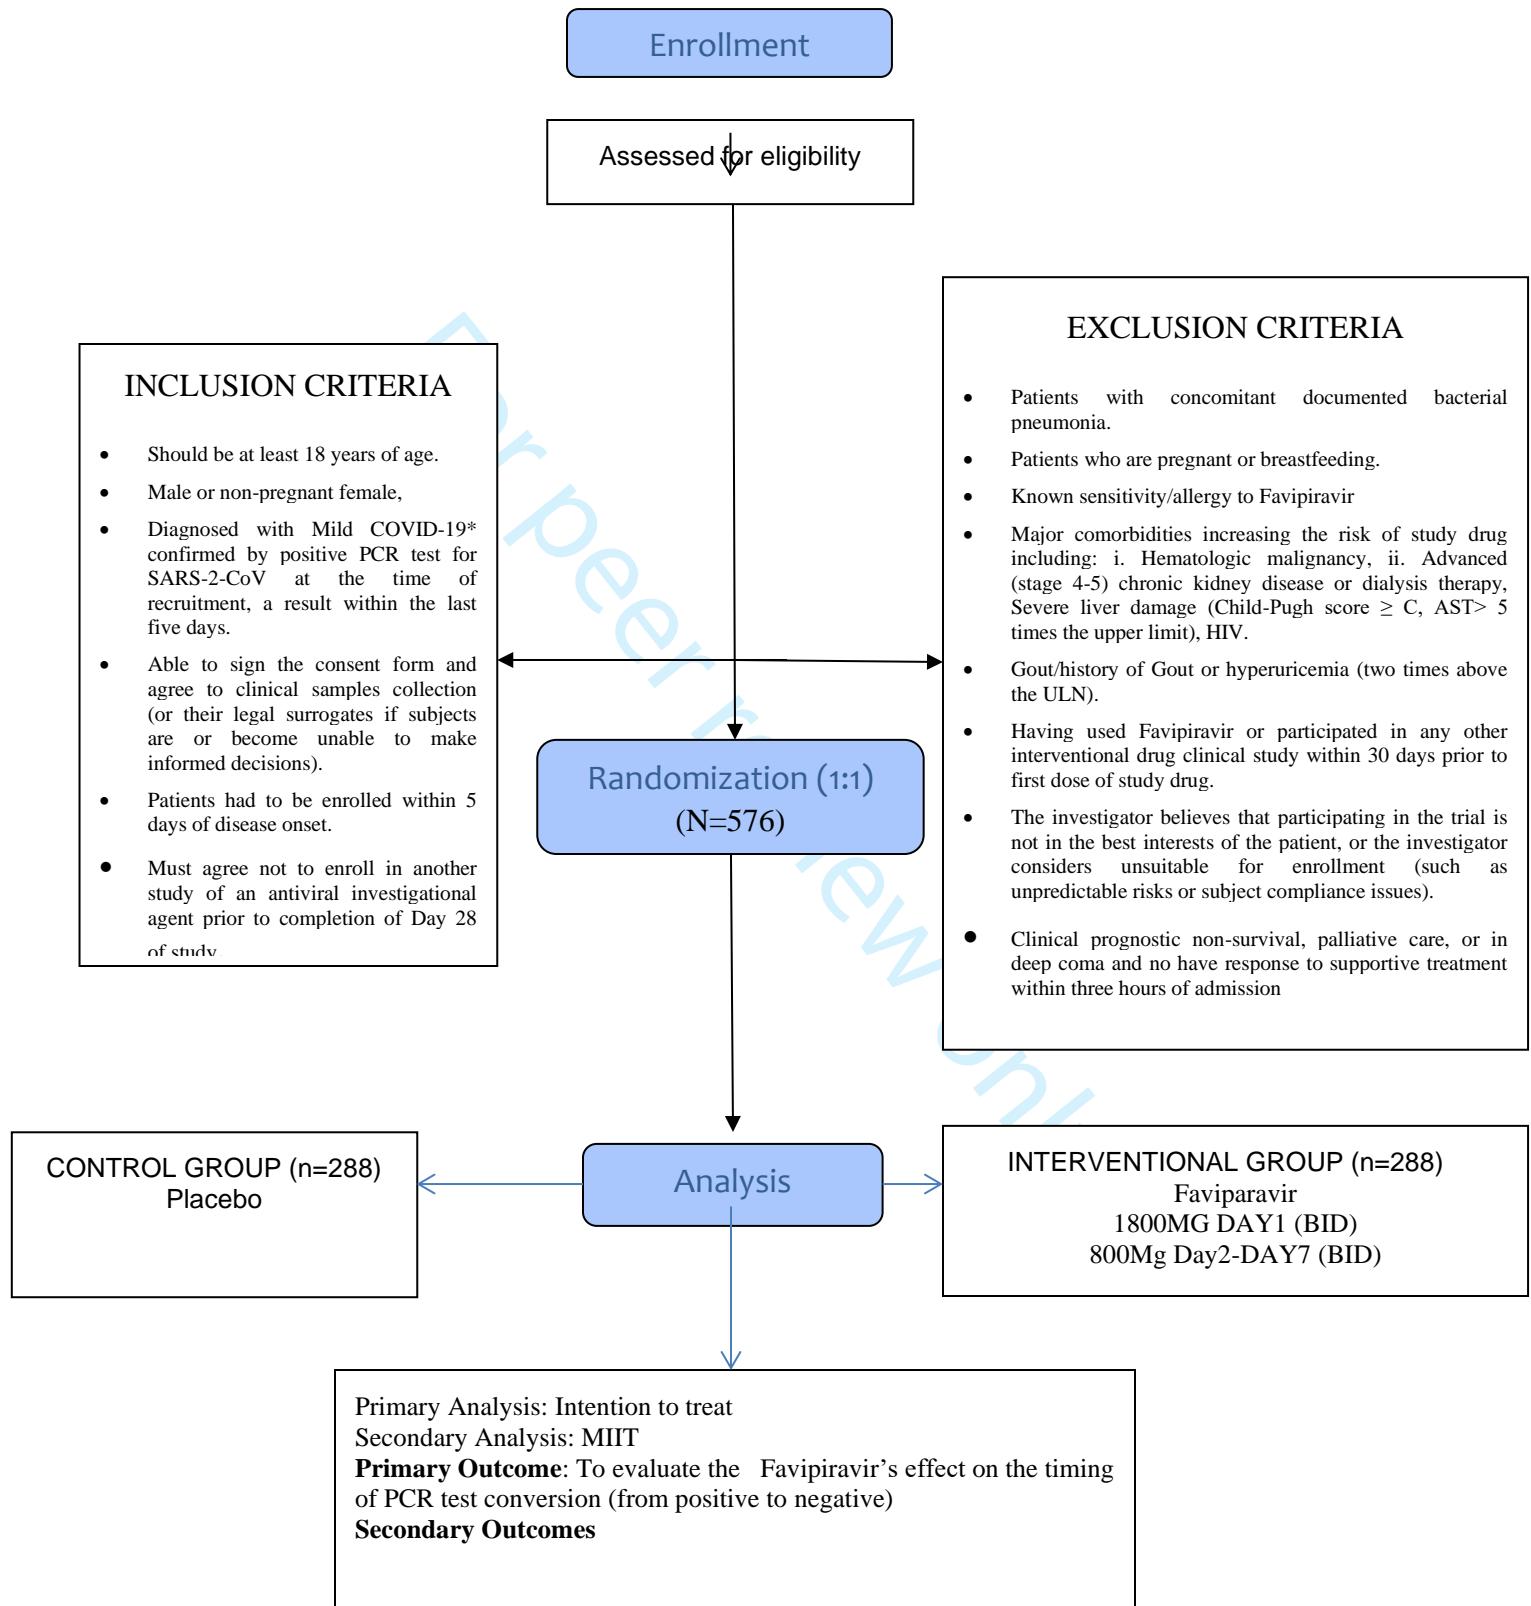 Enrollment
Assessed for eligibility
INCLUSION CRITERIA
• Should be at least 18 years of age.
• Male or non-pregnant female,
• Diagnosed with Mild COVID-19*
confirmed by positive PCR test for
SARS-2-CoV at the time of
recruitment, a result within the last
five days.
• Able to sign the consent form and
agree to clinical samples collection
(or their legal surrogates if subjects
are or become unable to make
informed decisions).
• Patients had to be enrolled within 5
days of disease onset.
• Must agree not to enroll in another
study of an antiviral investigational
agent prior to completion of Day 28
of study
EXCLUSION CRITERIA
• Patients with concomitant documented bacterial
pneumonia.
• Patients who are pregnant or breastfeeding.
• Known sensitivity/allergy to Favipiravir
• Major comorbidities increasing the risk of study drug
including: i. Hematologic malignancy, ii. Advanced
(stage 4-5) chronic kidney disease or dialysis therapy,
Severe liver damage (Child-Pugh score ≥ C, AST> 5
times the upper limit), HIV.
• Gout/history of Gout or hyperuricemia (two times above
the ULN).
• Having used Favipiravir or participated in any other
interventional drug clinical study within 30 days prior to
first dose of study drug.
• The investigator believes that participating in the trial is
not in the best interests of the patient, or the investigator
considers unsuitable for enrollment (such as
unpredictable risks or subject compliance issues).
• Clinical prognostic non-survival, palliative care, or in
deep coma and no have response to supportive treatment
within three hours of admission
Randomization (1:1)
(N=576)
Analysis
CONTROL GROUP (n=288)
Placebo
INTERVENTIONAL GROUP (n=288)
Faviparavir
1800MG DAY1 (BID)
800Mg Day2-DAY7 (BID)
Primary Analysis: Intention to treat
Secondary Analysis: MIIT
Primary Outcome: To evaluate the Favipiravir's effect on the timing
of PCR test conversion (from positive to negative)
Secondary Outcomes